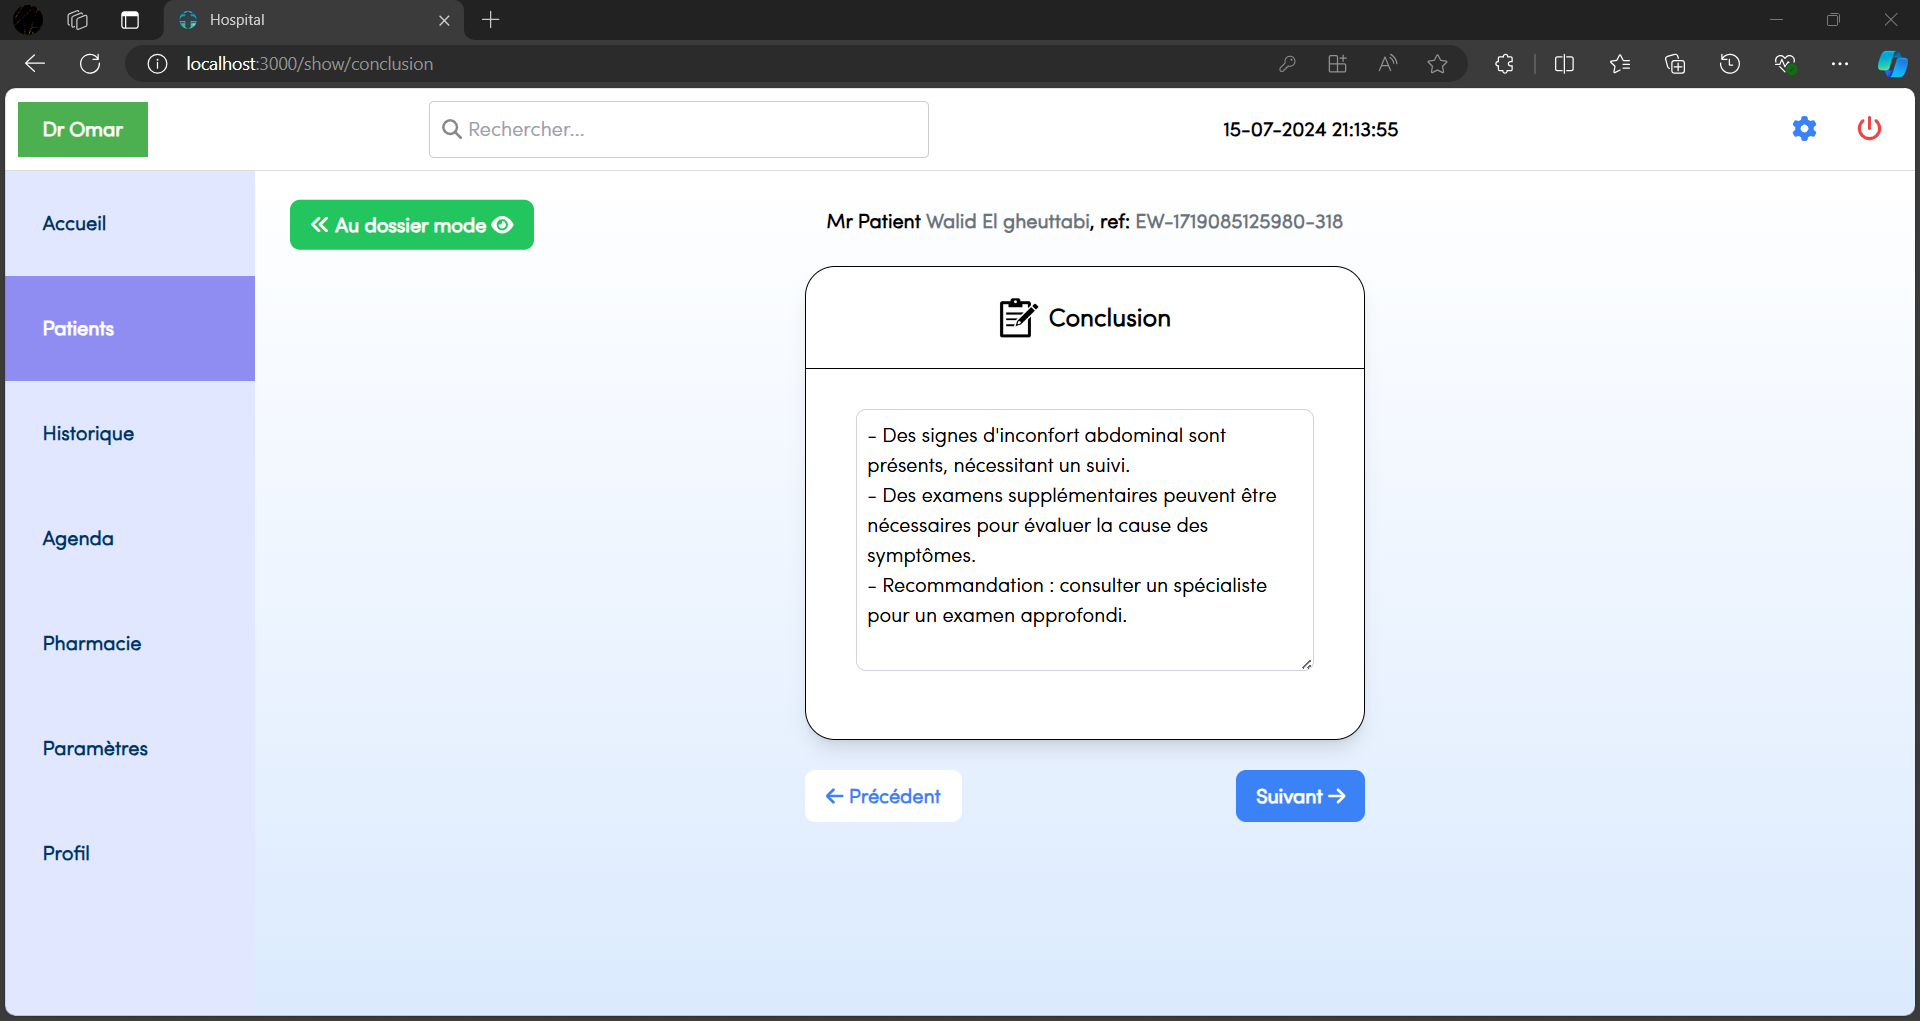 Hospital
localhost:3000/show/conclusion
Dr Omar
Rechercher...
15-07-2024 21:13:55
Accueil
Patients
Historique
Agenda
Pharmacie
Paramètres
Profil
Au dossier mode
Mr Patient Walid El gheuttabi, ref: EW-1719085125980-318
Conclusion
- Des signes d'inconfort abdominal sont
présents, nécessitant un suivi.
- Des examens supplémentaires peuvent être
nécessaires pour évaluer la cause des
symptômes.
- Recommandation : consulter un spécialiste
pour un examen approfondi.
Précédent
Suivant